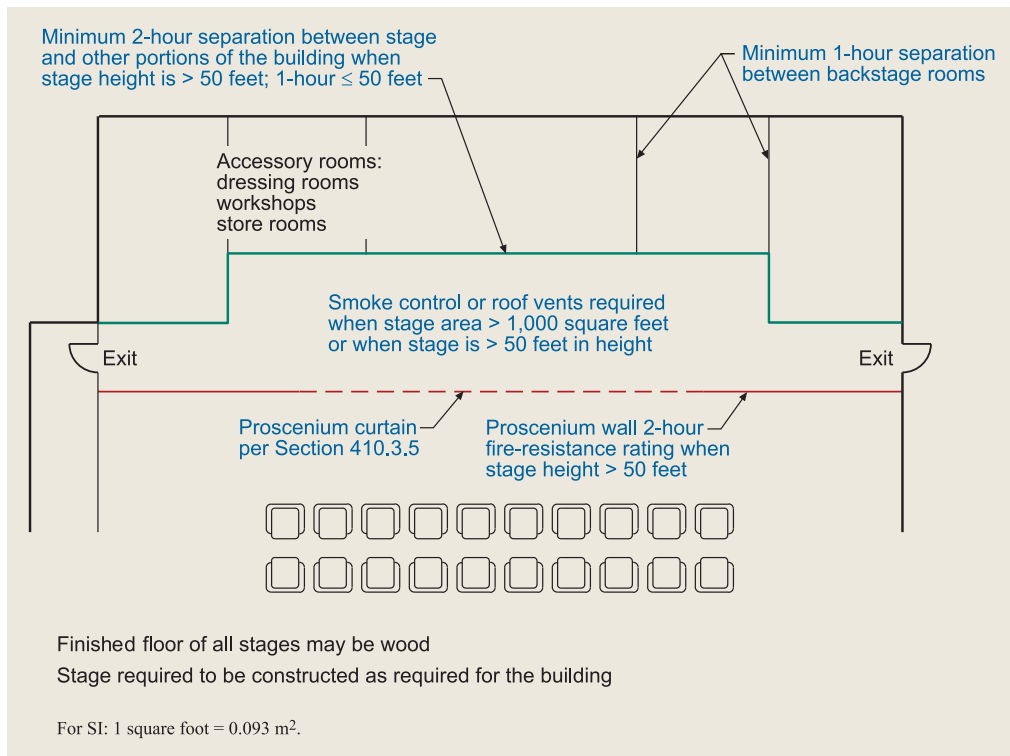 Minimum 2-hour separation between stage
and other portions of the building when
stage height is > 50 feet; 1-hour ≤ 50 feet
Minimum 1-hour separation
between backstage rooms
Accessory rooms:
dressing rooms
workshops
store rooms
Smoke control or roof vents required
when stage area > 1,000 square feet
or when stage is > 50 feet in height
Exit
Exit
Proscenium curtain
per Section 410.3.5
Proscenium wall 2-hour
fire-resistance rating when
stage height > 50 feet
Finished floor of all stages may be wood
Stage required to be constructed as required for the building
For SI: 1 square foot = 0.093 m².